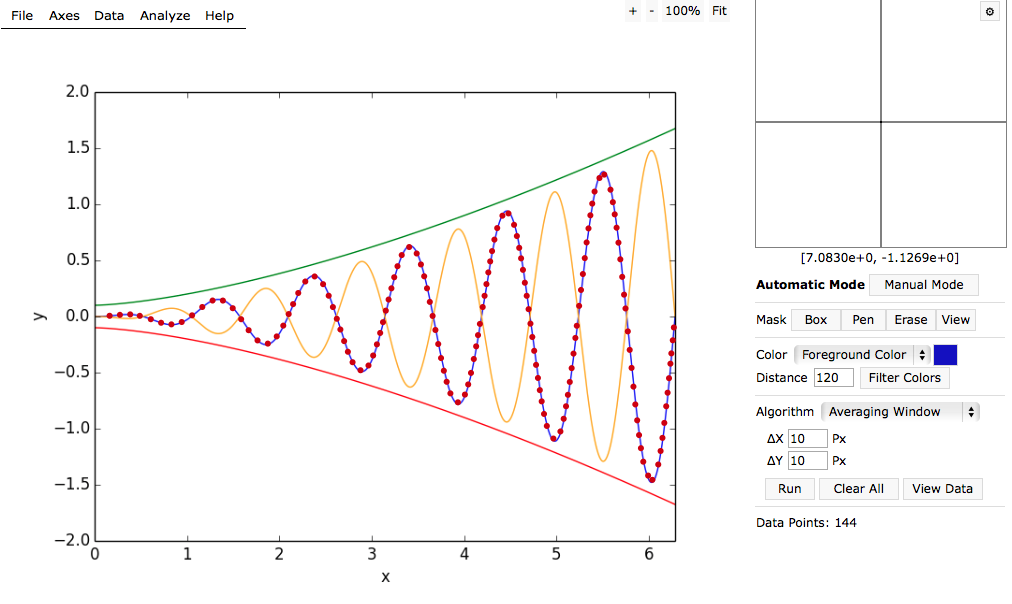 File Axes Data Analyze Help
+ - 100% Fit
⚙
2.0
1.5
1.0
0.5
0.0
−0.5
−1.0
−1.5
−2.0
y
0 1 2 3 4 5 6
x
[7.0830e+0, -1.1269e+0]
Automatic Mode Manual Mode
Mask Box Pen Erase View
Color Foreground Color
Distance 120 Filter Colors
Algorithm Averaging Window
ΔX 10 Px
ΔY 10 Px
Run Clear All View Data
Data Points: 144